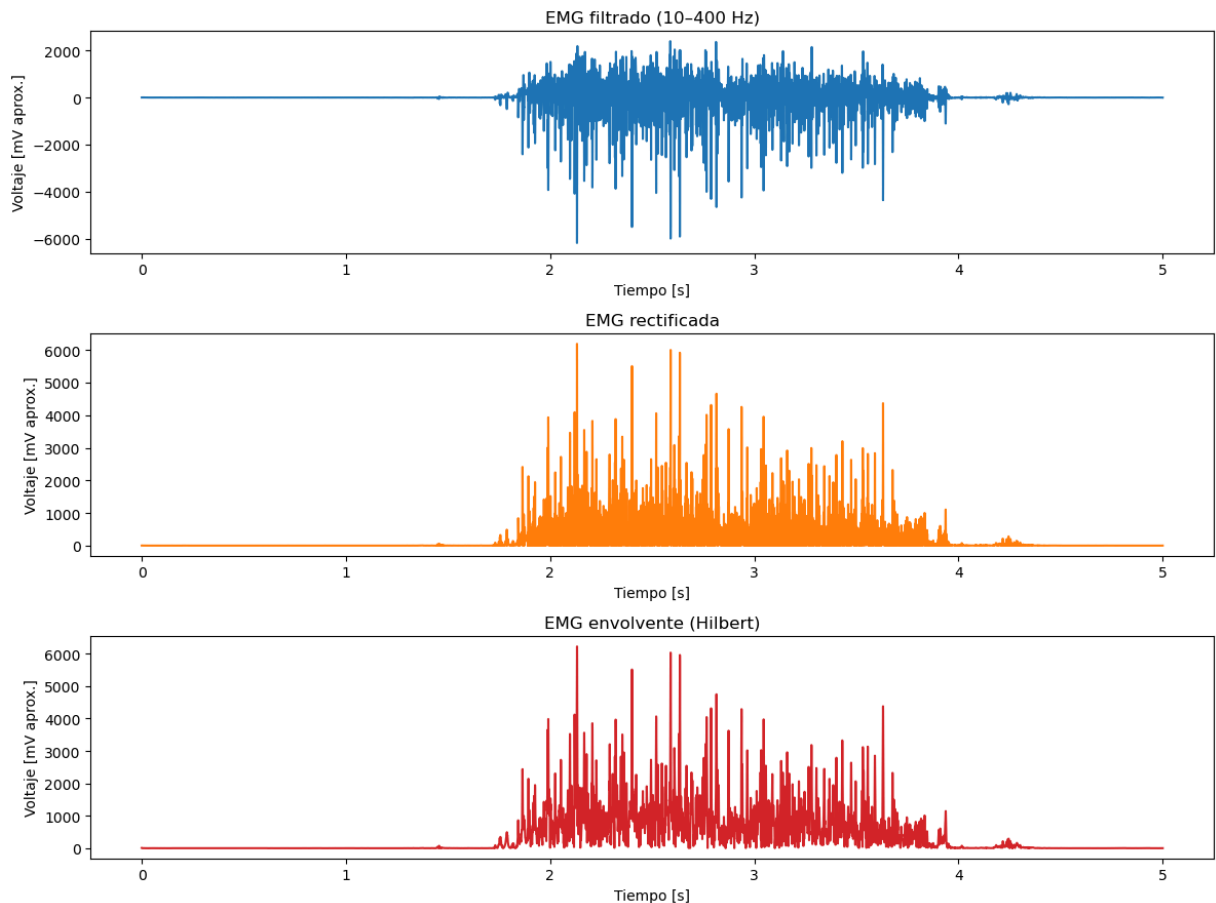 EMG filtrado (10–400 Hz)
Voltaje [mV aprox.]
2000
0
−2000
−4000
−6000
0 1 2 3 4 5
Tiempo [s]
EMG rectificada
Voltaje [mV aprox.]
6000
5000
4000
3000
2000
1000
0
0 1 2 3 4 5
Tiempo [s]
EMG envolvente (Hilbert)
Voltaje [mV aprox.]
6000
5000
4000
3000
2000
1000
0
0 1 2 3 4 5
Tiempo [s]